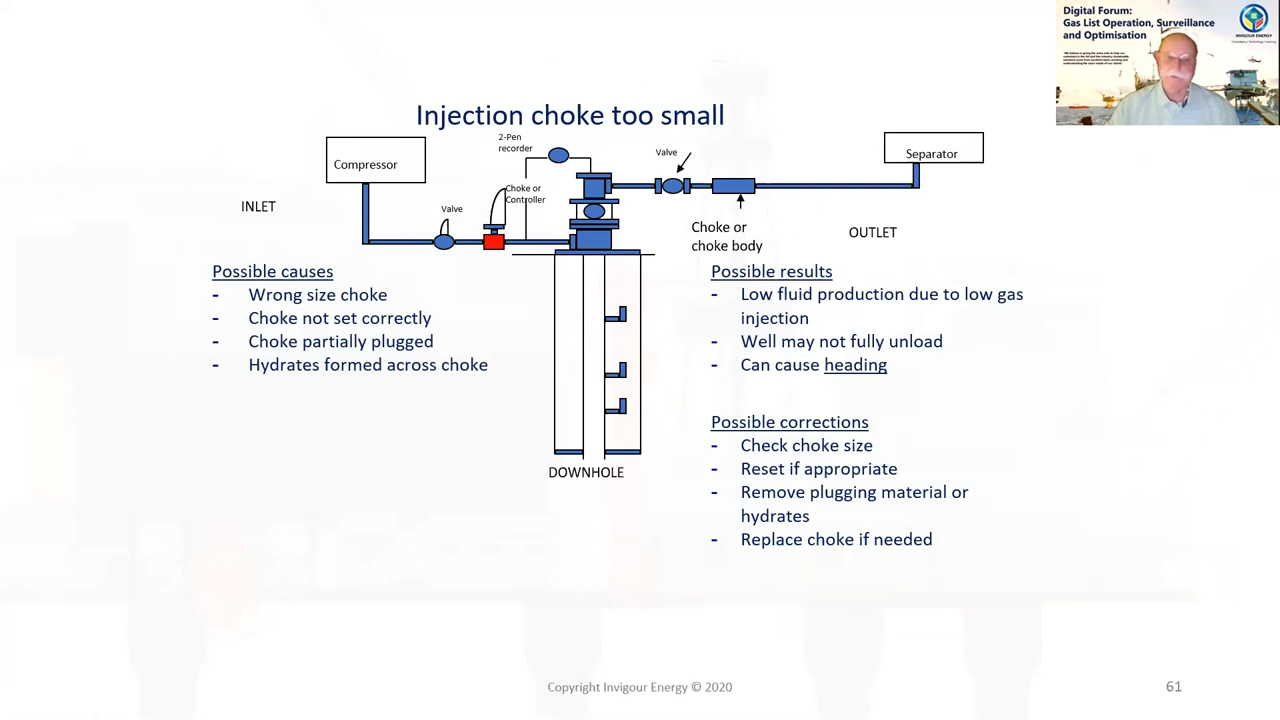 Digital Forum:
Gas List Operation, Surveillance
and Optimisation
INVIGOUR ENERGY
Injection choke too small
2-Pen
recorder
Compressor
Valve
Separator
Choke or
Controller
INLET
Valve
Choke or
choke body
OUTLET
Possible causes
- Wrong size choke
- Choke not set correctly
- Choke partially plugged
- Hydrates formed across choke
Possible results
- Low fluid production due to low gas
injection
- Well may not fully unload
- Can cause heading
Possible corrections
- Check choke size
- Reset if appropriate
- Remove plugging material or
hydrates
- Replace choke if needed
DOWNHOLE
Copyright Invigour Energy © 2020
61